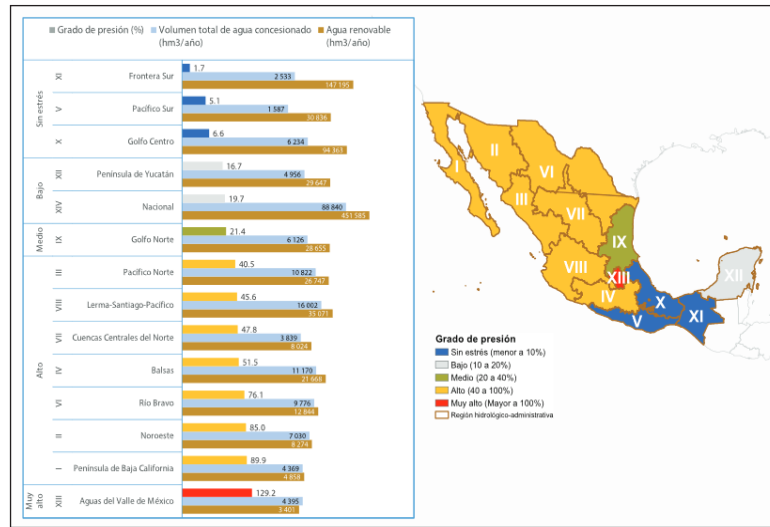 Grado de presión (%) Volumen total de agua concesionado Agua renovable
(hm3/año) (hm3/año)
Sin estrés
XI Frontera Sur 1.7
2 533
147 195
V Pacífico Sur 5.1
1 587
30 836
X Golfo Centro 6.6
6 234
94 363
Bajo
XII Península de Yucatán 16.7
4 956
29 647
XIV Nacional 19.7
88 840
451 585
Medio
IX Golfo Norte 21.4
6 126
28 655
Alto
III Pacífico Norte 40.5
10 822
26 747
VIII Lerma-Santiago-Pacífico 45.6
16 002
35 071
VII Cuencas Centrales del Norte 47.8
3 839
8 024
IV Balsas 51.5
11 170
21 668
VI Río Bravo 76.1
9 776
12 844
II Noroeste 85.0
7 030
8 274
I Península de Baja California 89.9
4 369
4 858
Muy alto
XIII Aguas del Valle de México 129.2
4 395
3 401
I
II
VI
III
VII
IX
VIII
XIII
XII
IV
X
V
XI
Grado de presión
Sin estrés (menor a 10%)
Bajo (10 a 20%)
Medio (20 a 40%)
Alto (40 a 100%)
Muy alto (Mayor a 100%)
Región hidrológico-administrativa